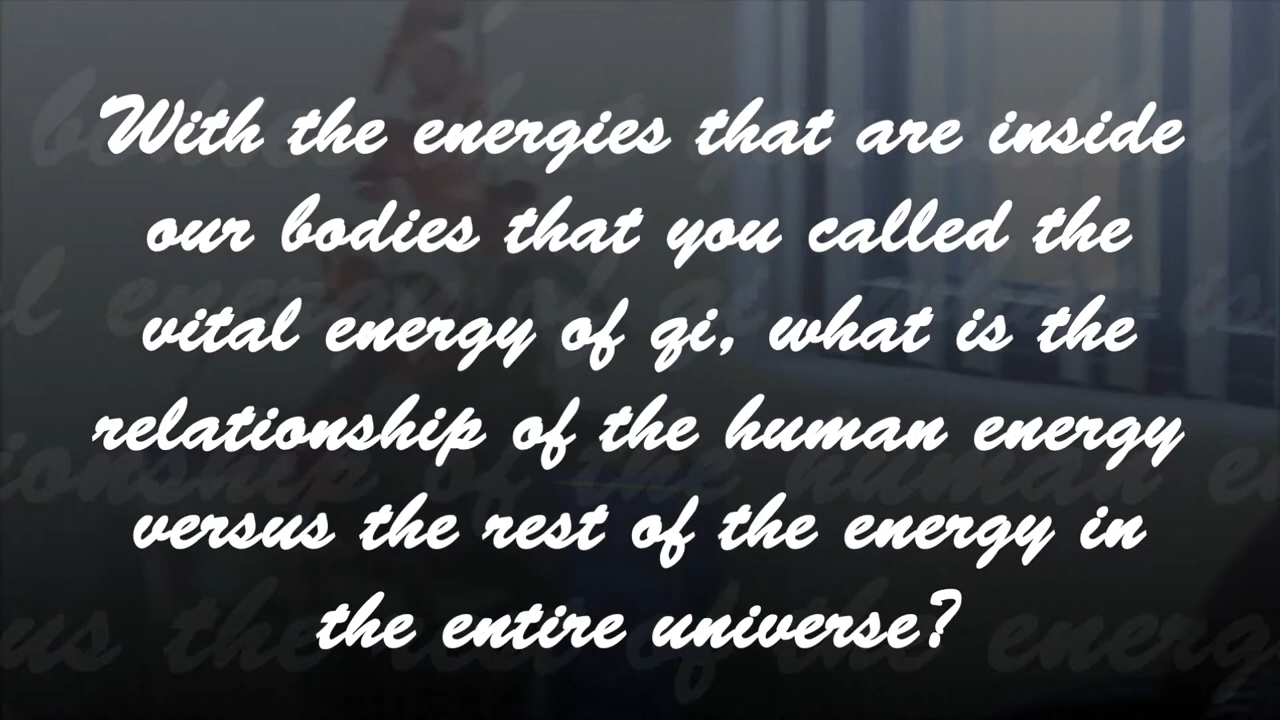 With the energies that are inside
our bodies that you called the
vital energy of qi, what is the
relationship of the human energy
versus the rest of the energy in
the entire universe?